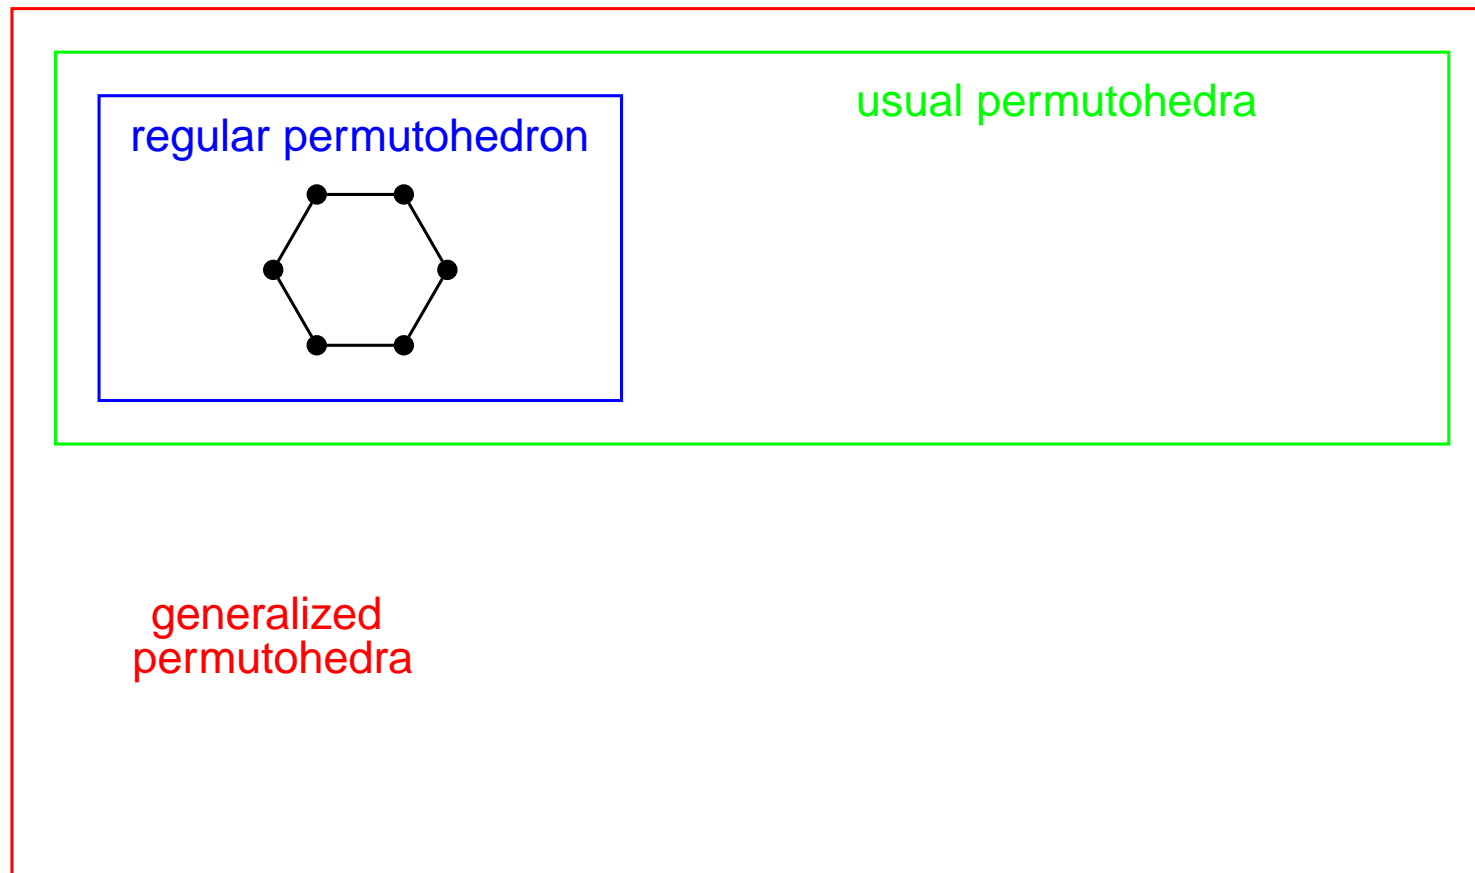 usual permutohedra
regular permutohedron
generalized
permutohedra